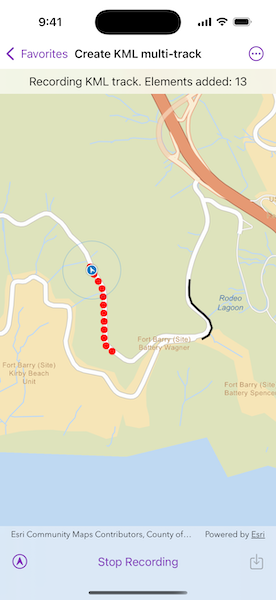 9:41
Favorites
Create KML multi-track
Recording KML track. Elements added: 13
Rodeo
Lagoon
Fort Barry (Site)
Battery Wagner
Fort Barry (Site)
Kirby Beach
Unit
Fort Barry (Site)
Battery Spencer
Esri Community Maps Contributors, County of...
Powered by Esri
Stop Recording